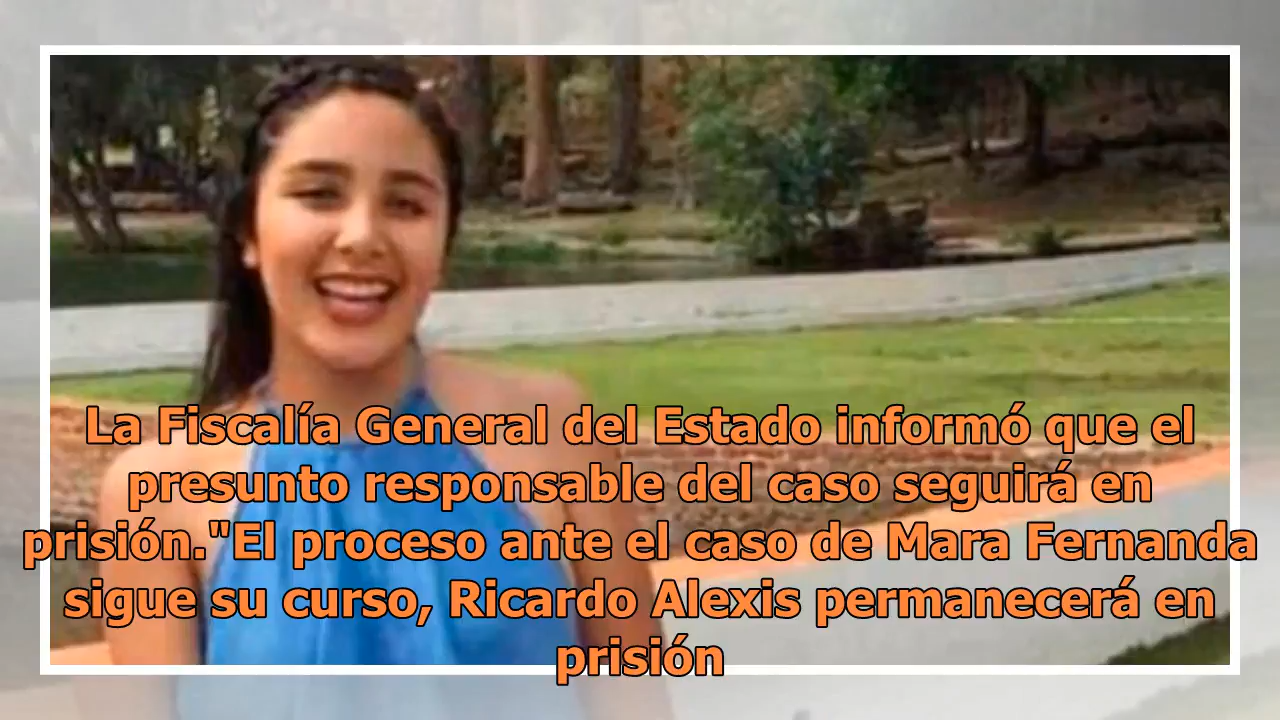 La Fiscalía General del Estado informó que el
presunto responsable del caso seguirá en
prisión."El proceso ante el caso de Mara Fernanda
sigue su curso, Ricardo Alexis permanecerá en
prisión